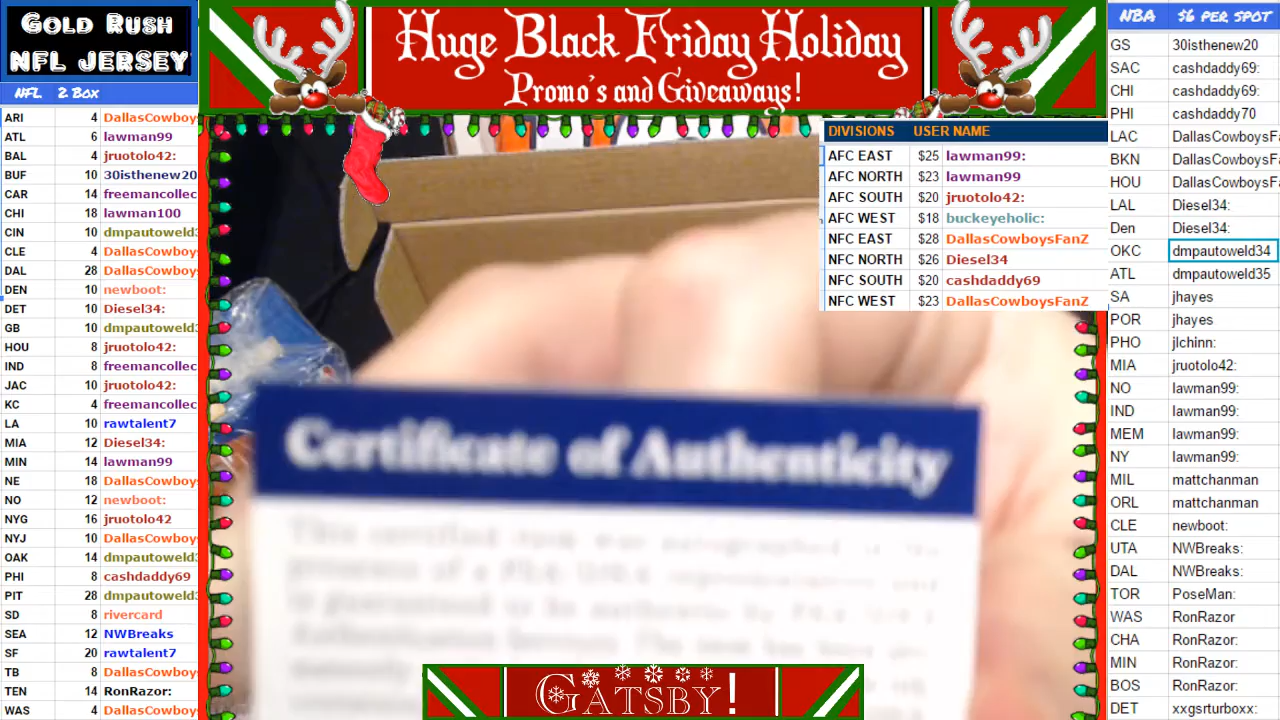 Gold Rush
NFL Jersey
NFL 2 Box
ARI 4 DallasCowboy
ATL 6 lawman99
BAL 4 jruotolo42:
BUF 10 30isthenew20
CAR 14 freemancollec
CHI 18 lawman100
CIN 10 dmpautoweld3
CLE 4 DallasCowboy
DAL 28 DallasCowboy
DEN 10 newboot:
DET 10 Diesel34:
GB 10 dmpautoweld3
HOU 8 jruotolo42:
IND 8 freemancollec
JAC 10 jruotolo42:
KC 4 freemancollec
LA 10 rawtalent7
MIA 12 Diesel34:
MIN 14 lawman99
NE 18 DallasCowboy
NO 12 newboot:
NYG 16 jruotolo42
NYJ 10 DallasCowboy
OAK 14 dmpautoweld3
PHI 8 cashdaddy69
PIT 28 dmpautoweld3
SD 8 rivercard
SEA 12 NWBreaks
SF 20 rawtalent7
TB 8 DallasCowboy
TEN 14 RonRazor:
WAS 4 DallasCowboy
Huge Black Friday Holiday
Promo's and Giveaways!
DIVISIONS USER NAME
AFC EAST $25 lawman99:
AFC NORTH $23 lawman99
AFC SOUTH $20 jruotolo42:
AFC WEST $18 buckeyeholic:
NFC EAST $28 DallasCowboysFanZ
NFC NORTH $26 Diesel34
NFC SOUTH $20 cashdaddy69
NFC WEST $23 DallasCowboysFanZ
Certificate of Authenticity
Gatsby!
NBA $6 per spot
GS 30isthenew20
SAC cashdaddy69:
CHI cashdaddy69:
PHI cashdaddy70
LAC DallasCowboysFa
BKN DallasCowboysFa
HOU DallasCowboysFa
LAL Diesel34:
Den Diesel34:
OKC dmpautoweld34
ATL dmpautoweld35
SA jhayes
POR jhayes
PHO jlchinn:
MIA jruotolo42:
NO lawman99:
IND lawman99:
MEM lawman99:
NY lawman99:
MIL mattchanman
ORL mattchanman
CLE newboot:
UTA NWBreaks:
DAL NWBreaks:
TOR PoseMan:
WAS RonRazor
CHA RonRazor:
MIN RonRazor:
BOS RonRazor:
DET xxgsrturboxx: